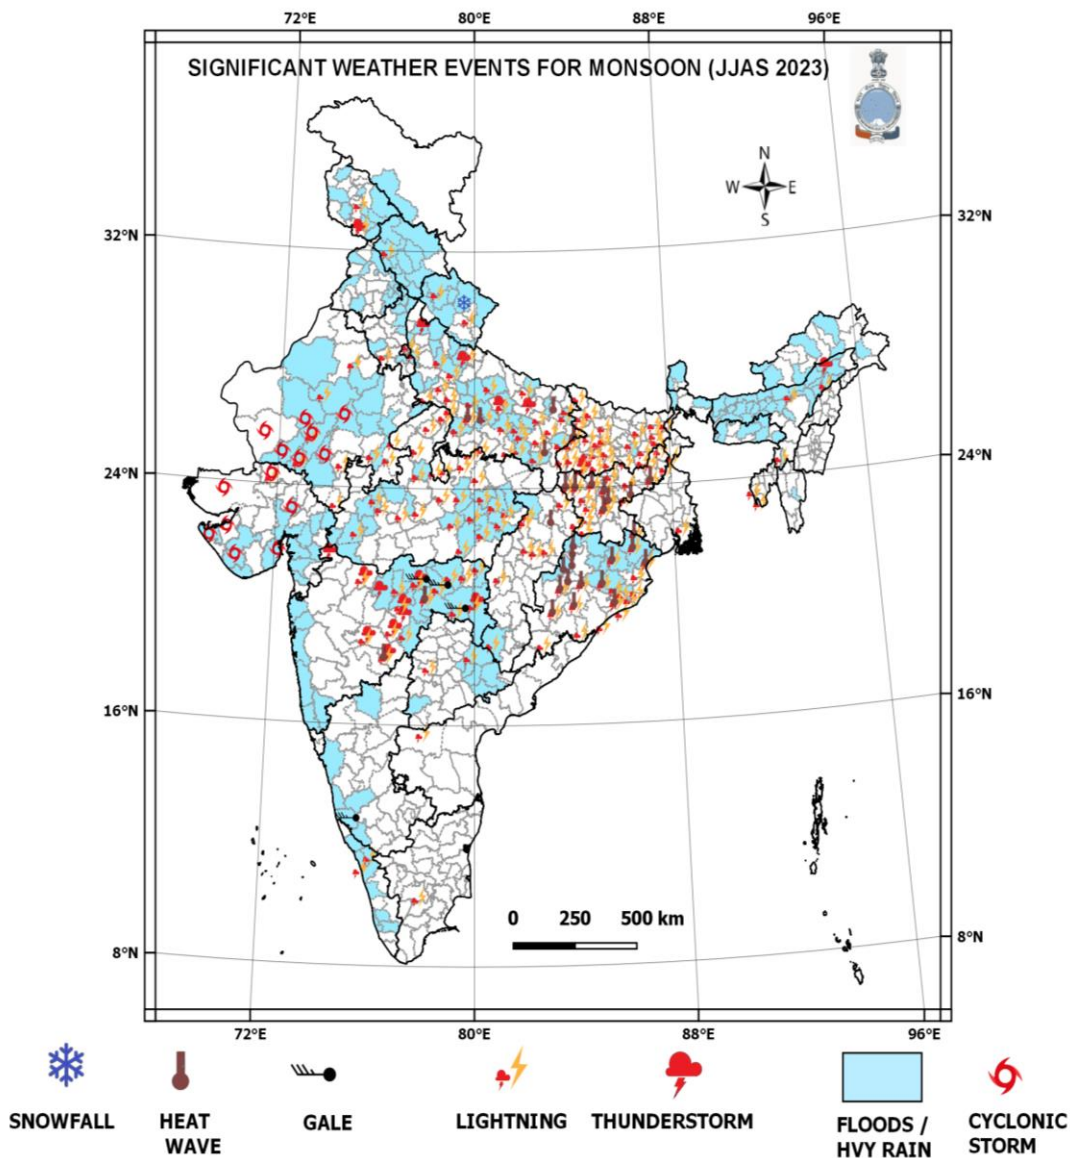 72°E 80°E 88°E 96°E
SIGNIFICANT WEATHER EVENTS FOR MONSOON (JJAS 2023)
N
W E
S
32°N 32°N
24°N 24°N
16°N 16°N
0 250 500 km
8°N 8°N
72°E 80°E 88°E 96°E
SNOWFALL HEAT WAVE GALE LIGHTNING THUNDERSTORM FLOODS / HVY RAIN CYCLONIC STORM